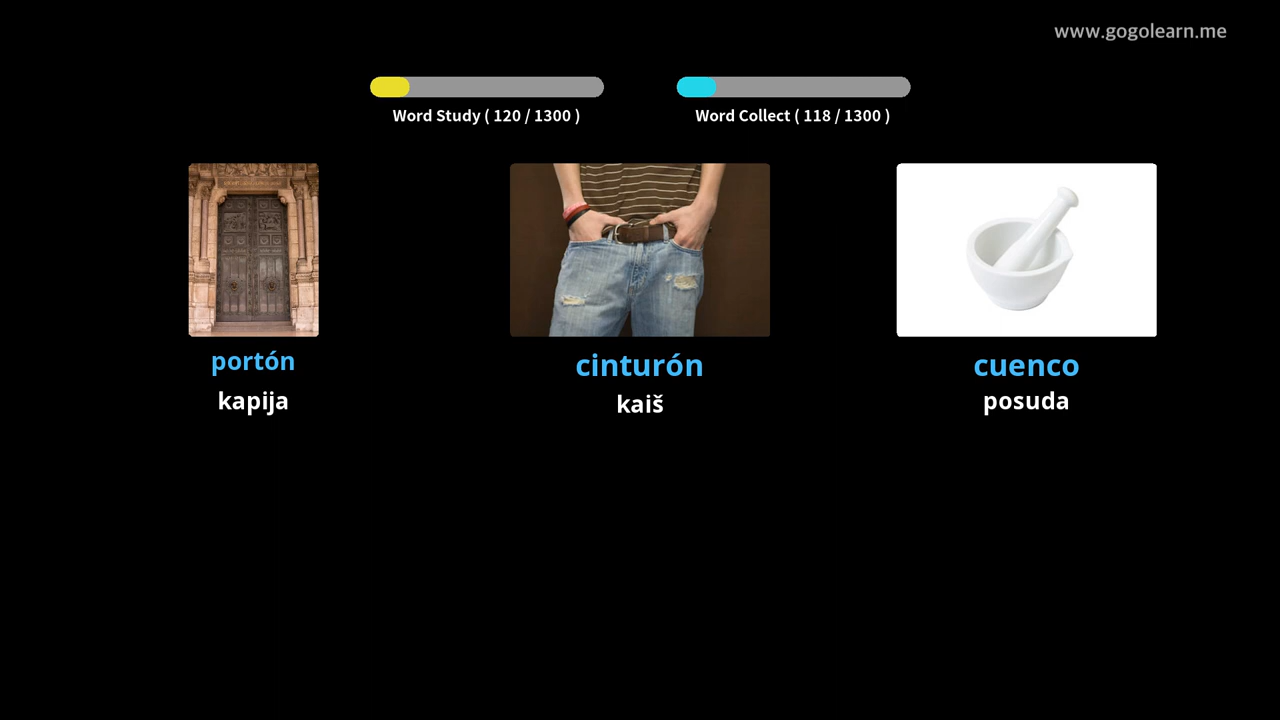 www.gogolearn.me
Word Study ( 120 / 1300 )
Word Collect ( 118 / 1300 )
portón
kapija
cinturón
kaiš
cuenco
posuda